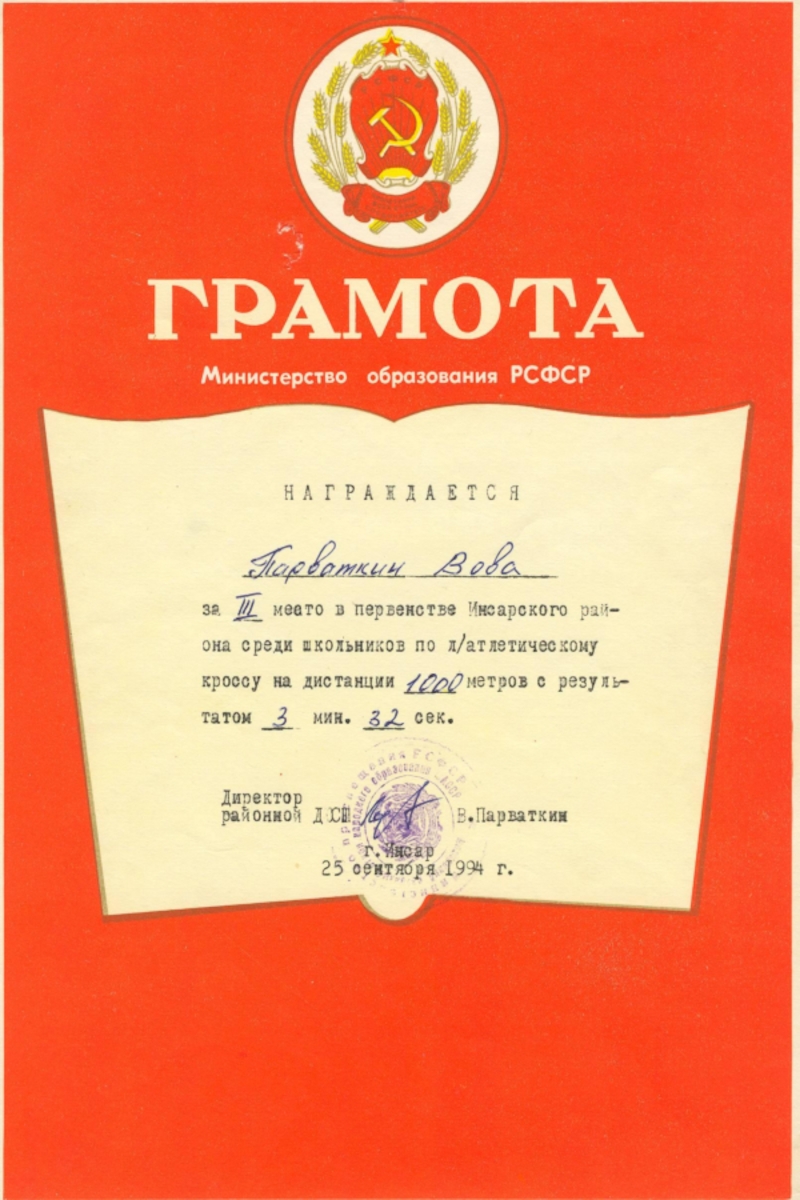 ГРАМОТА
Министерство образования РСФСР
НАГРАЖДАЕТСЯ
Парваткин Вова
за III место в первенстве Инсарского рай-
она среди школьников по л/атлетическому
кроссу на дистанции 1000 метров с резуль-
татом 3 мин. 32 сек.
Директор
районной ДЮСШ В.Парваткин
г.Инсар
25 сентября 1994 г.